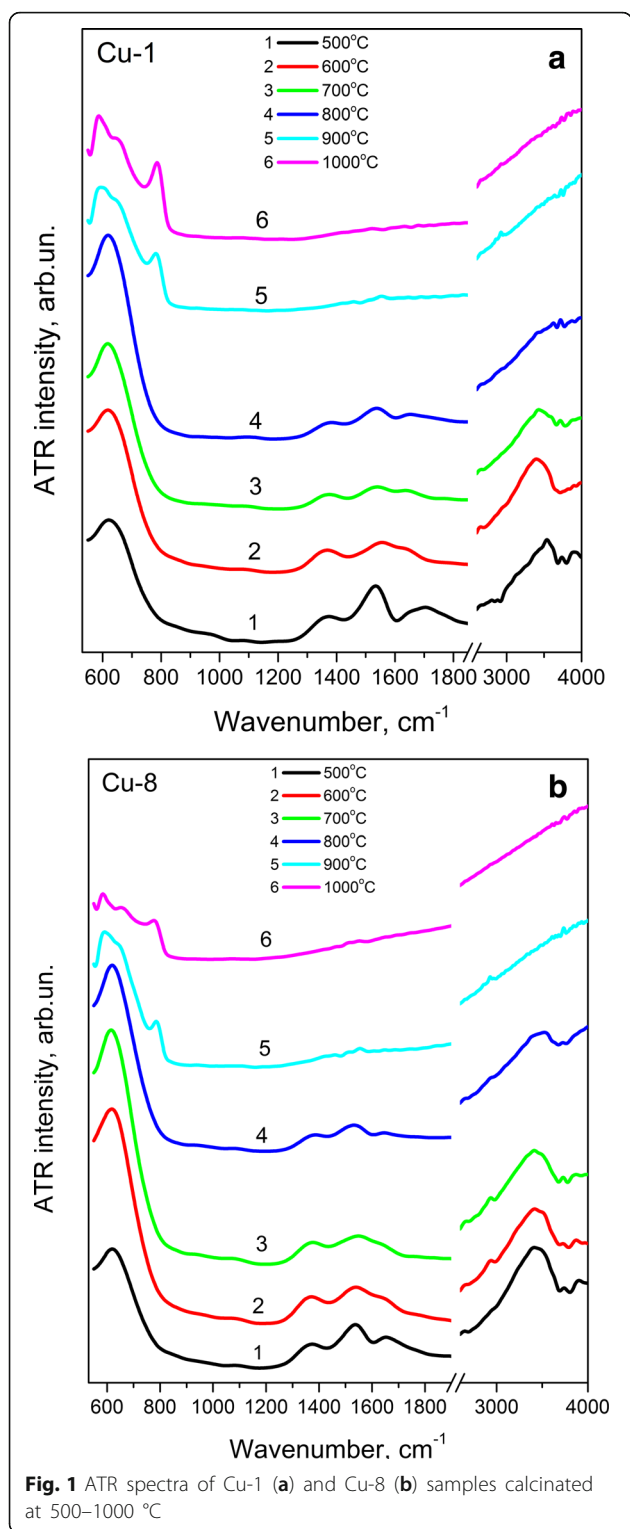 Cu-1
a
1 500°C
2 600°C
3 700°C
4 800°C
5 900°C
6 1000°C
6
5
4
3
2
1
ATR intensity, arb.un.
600 800 1000 1200 1400 1600 1800 3000 4000
Wavenumber, cm-1
Cu-8
b
1 500°C
2 600°C
3 700°C
4 800°C
5 900°C
6 1000°C
6
5
4
3
2
1
ATR intensity, arb.un.
600 800 1000 1200 1400 1600 1800 3000 4000
Wavenumber, cm-1
Fig. 1 ATR spectra of Cu-1 (a) and Cu-8 (b) samples calcinated
at 500–1000 °C